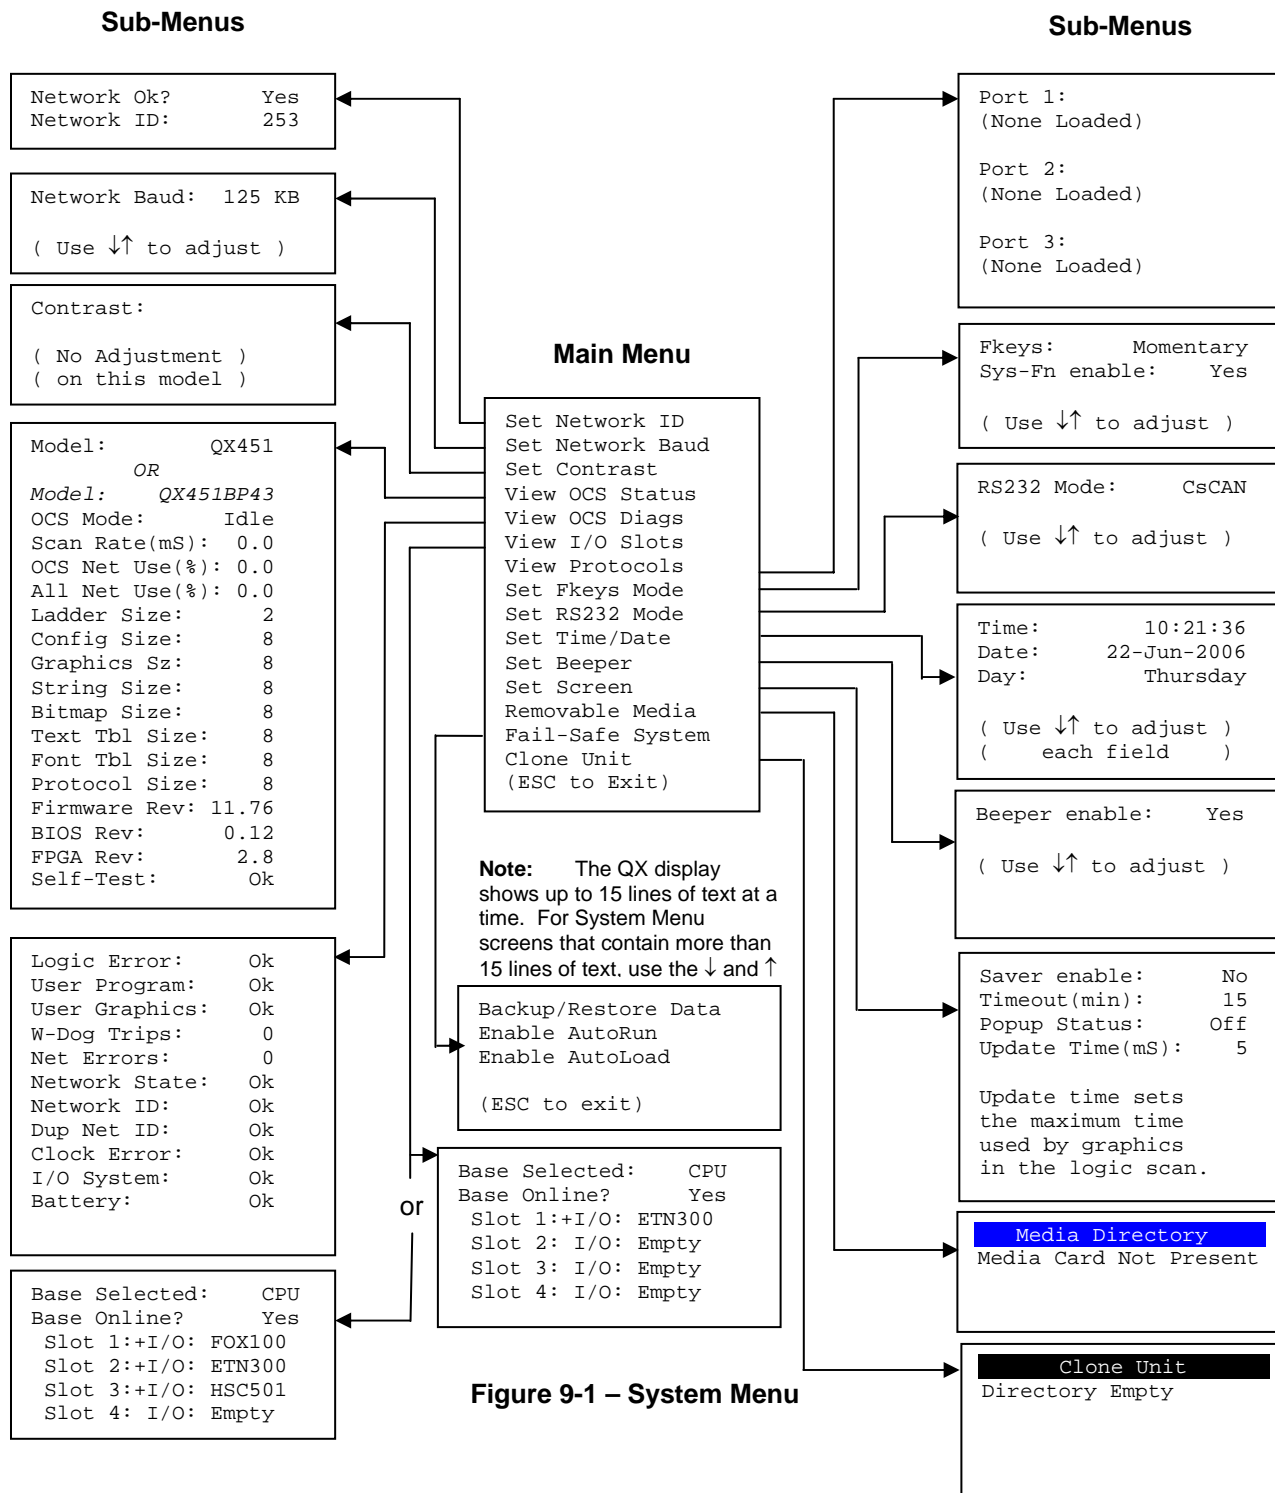 Sub-Menus
Sub-Menus
Network Ok? Yes
Network ID: 253
Network Baud: 125 KB
( Use ↓↑ to adjust )
Contrast:
( No Adjustment )
( on this model )
Model: QX451
OR
Model: QX451BP43
OCS Mode: Idle
Scan Rate(mS): 0.0
OCS Net Use(%): 0.0
All Net Use(%): 0.0
Ladder Size: 2
Config Size: 8
Graphics Sz: 8
String Size: 8
Bitmap Size: 8
Text Tbl Size: 8
Font Tbl Size: 8
Protocol Size: 8
Firmware Rev: 11.76
BIOS Rev: 0.12
FPGA Rev: 2.8
Self-Test: Ok
Logic Error: Ok
User Program: Ok
User Graphics: Ok
W-Dog Trips: 0
Net Errors: 0
Network State: Ok
Network ID: Ok
Dup Net ID: Ok
Clock Error: Ok
I/O System: Ok
Battery: Ok
Base Selected: CPU
Base Online? Yes
Slot 1:+I/O: FOX100
Slot 2:+I/O: ETN300
Slot 3:+I/O: HSC501
Slot 4: I/O: Empty
Main Menu
Set Network ID
Set Network Baud
Set Contrast
View OCS Status
View OCS Diags
View I/O Slots
View Protocols
Set Fkeys Mode
Set RS232 Mode
Set Time/Date
Set Beeper
Set Screen
Removable Media
Fail-Safe System
Clone Unit
(ESC to Exit)
Note: The QX display
shows up to 15 lines of text at a
time. For System Menu
screens that contain more than
15 lines of text, use the ↓ and ↑
Backup/Restore Data
Enable AutoRun
Enable AutoLoad
(ESC to exit)
or
Base Selected: CPU
Base Online? Yes
Slot 1:+I/O: ETN300
Slot 2: I/O: Empty
Slot 3: I/O: Empty
Slot 4: I/O: Empty
Figure 9-1 – System Menu
Port 1:
(None Loaded)
Port 2:
(None Loaded)
Port 3:
(None Loaded)
Fkeys: Momentary
Sys-Fn enable: Yes
( Use ↓↑ to adjust )
RS232 Mode: CsCAN
( Use ↓↑ to adjust )
Time: 10:21:36
Date: 22-Jun-2006
Day: Thursday
( Use ↓↑ to adjust )
( each field )
Beeper enable: Yes
( Use ↓↑ to adjust )
Saver enable: No
Timeout(min): 15
Popup Status: Off
Update Time(mS): 5
Update time sets
the maximum time
used by graphics
in the logic scan.
Media Directory
Media Card Not Present
Clone Unit
Directory Empty